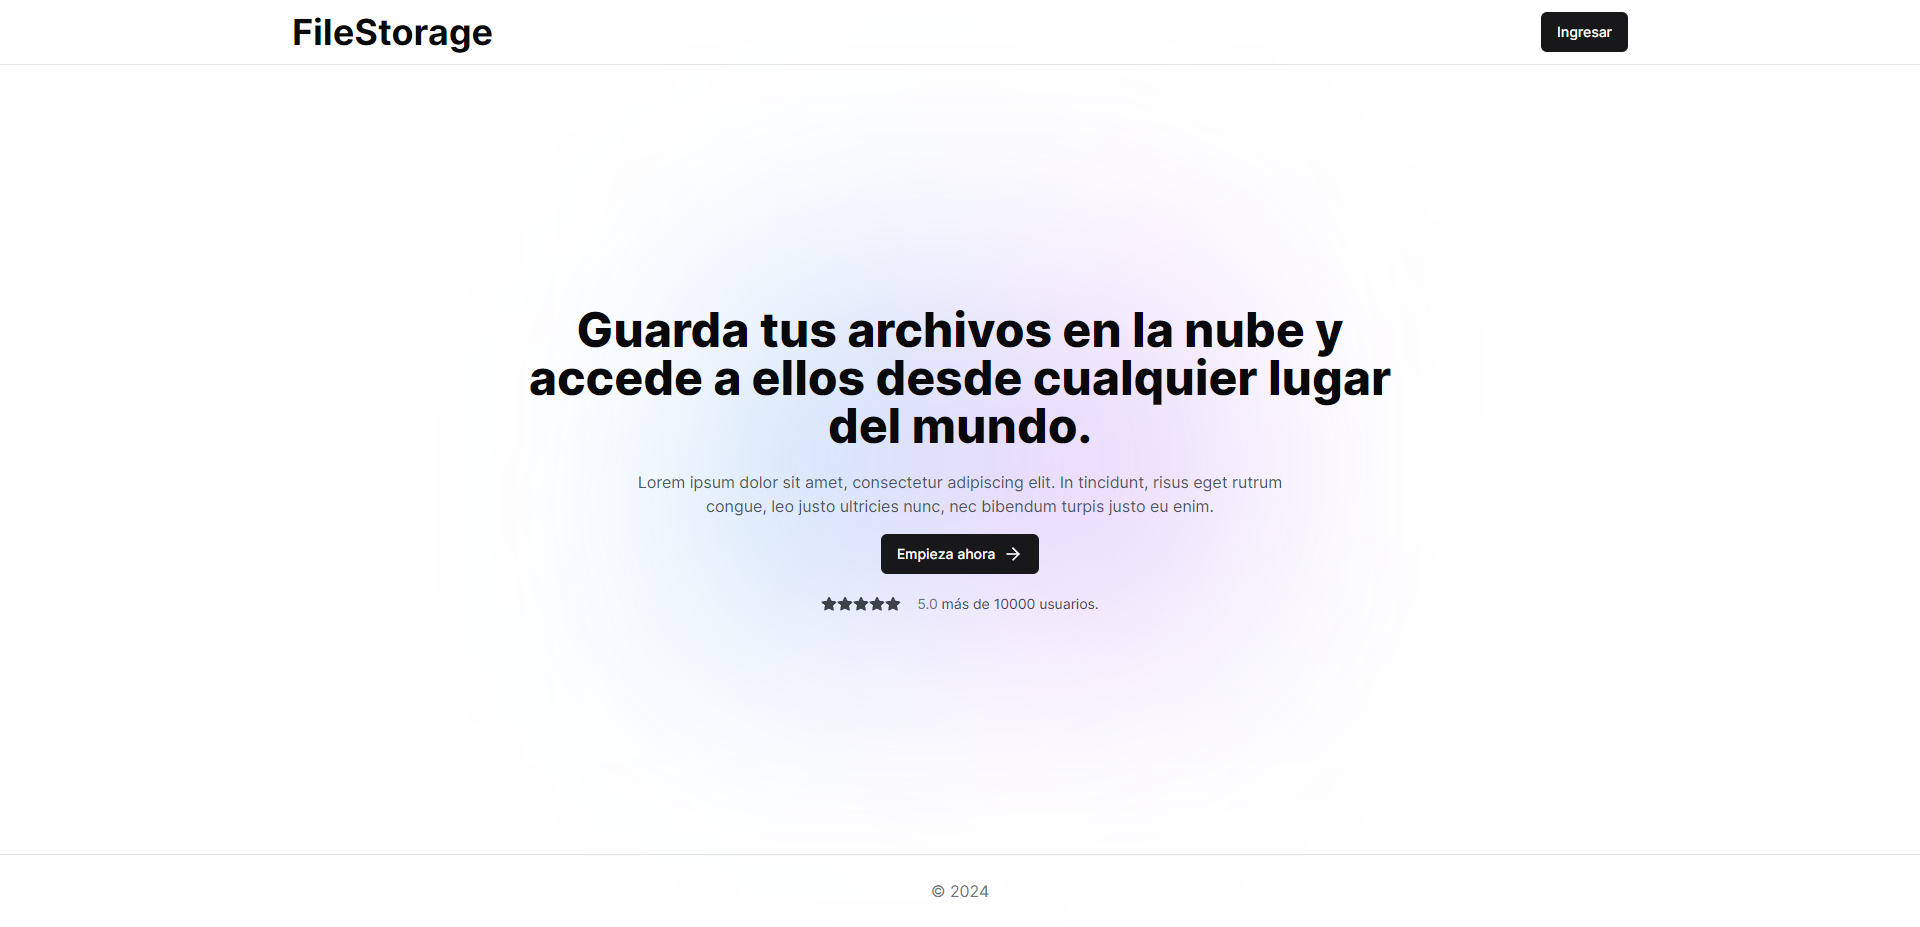 FileStorage
Ingresar
Guarda tus archivos en la nube y
accede a ellos desde cualquier lugar
del mundo.
Lorem ipsum dolor sit amet, consectetur adipiscing elit. In tincidunt, risus eget rutrum
congue, leo justo ultricies nunc, nec bibendum turpis justo eu enim.
Empieza ahora
5.0 más de 10000 usuarios.
© 2024